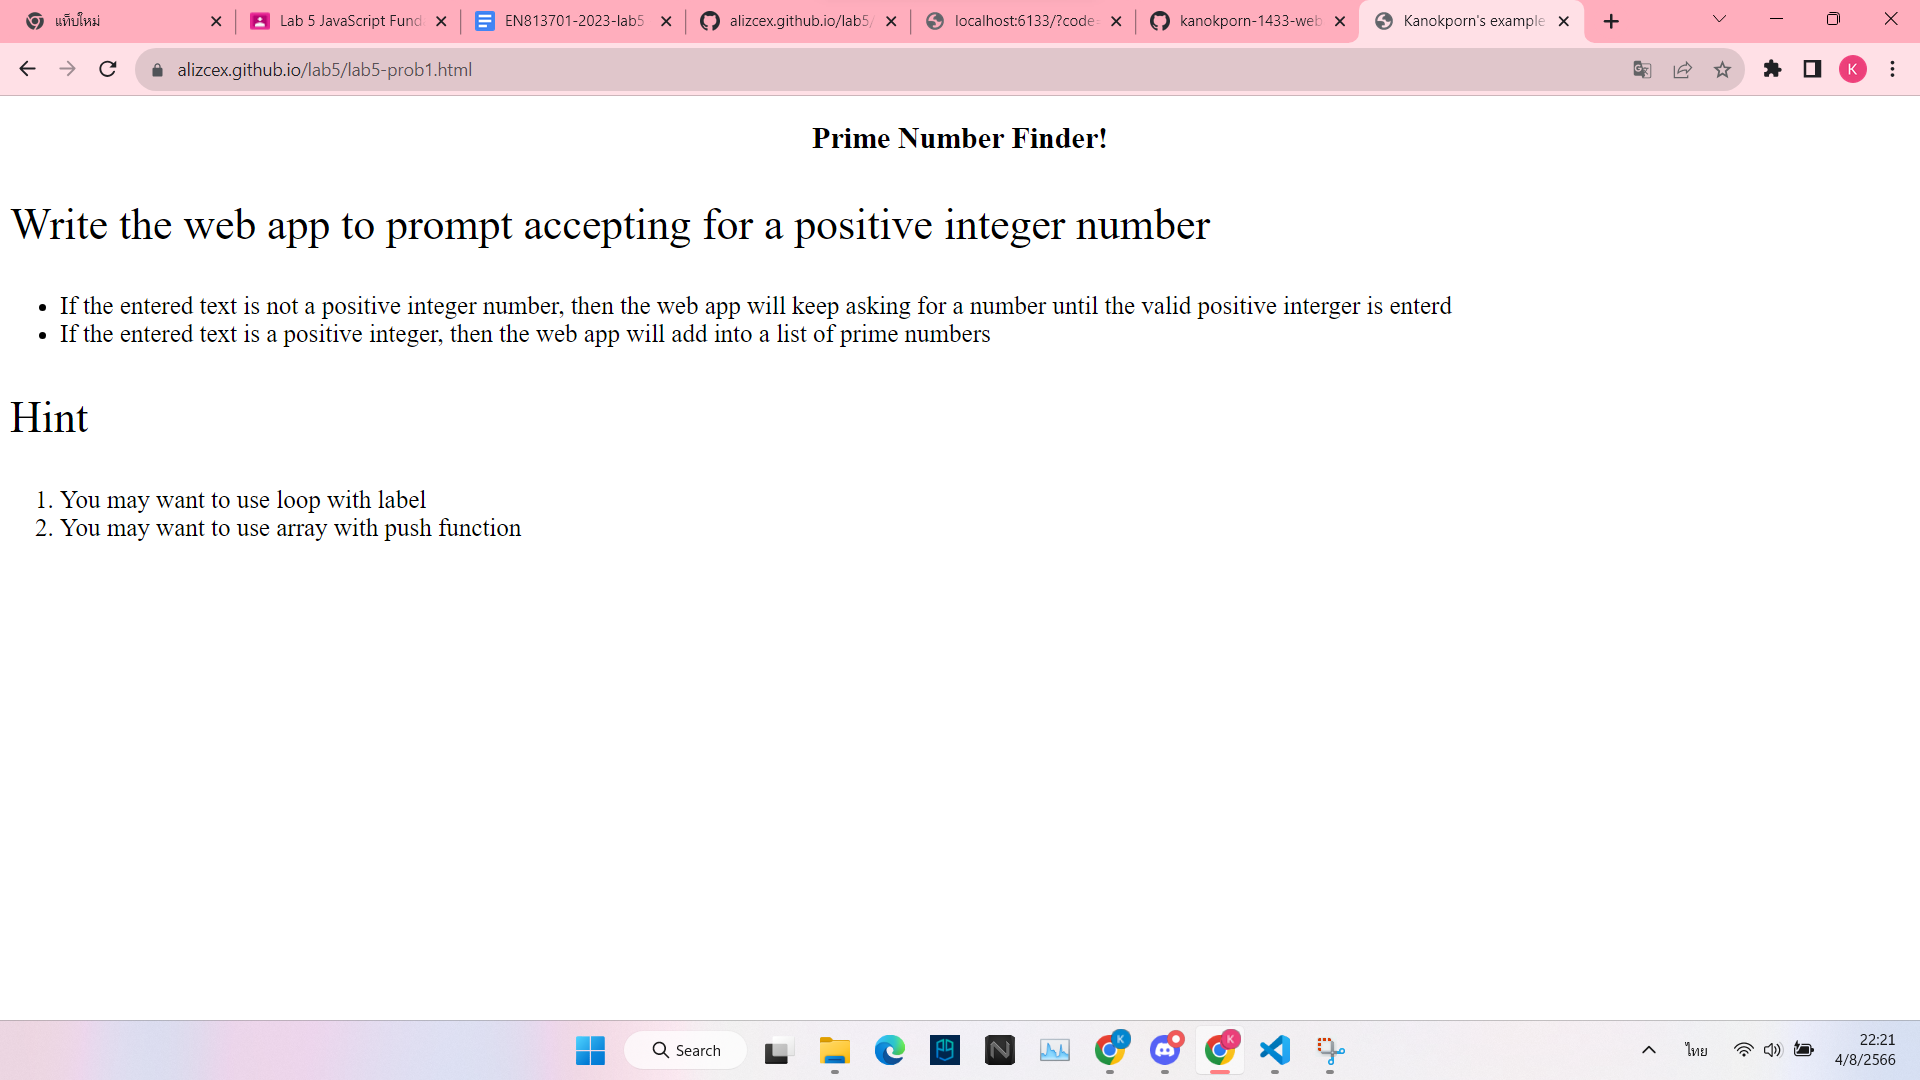 แท็บใหม่
Lab 5 JavaScript Fund
EN813701-2023-lab5
alizcex.github.io/lab5/
localhost:6133/?code=
kanokporn-1433-web
Kanokporn's example
alizcex.github.io/lab5/lab5-prob1.html
K
Prime Number Finder!
Write the web app to prompt accepting for a positive integer number
• If the entered text is not a positive integer number, then the web app will keep asking for a number until the valid positive interger is enterd
• If the entered text is a positive integer, then the web app will add into a list of prime numbers
Hint
1. You may want to use loop with label
2. You may want to use array with push function
Search
K
K
ไทย
22:21
4/8/2566